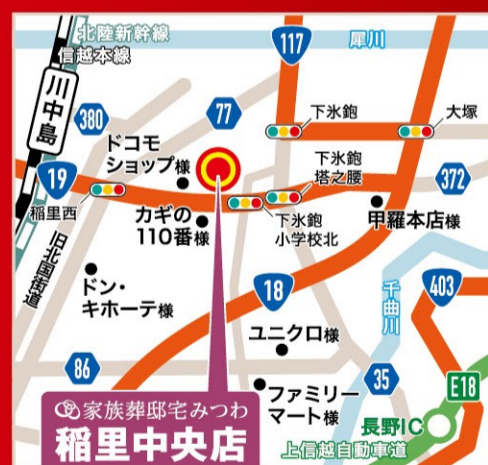 北陸新幹線
信越本線
川中島
117
犀川
380
77
下氷鉋
大塚
ドコモ
ショップ様
19
稲里西
下氷鉋
塔之腰
372
カギの
110番様
下氷鉋
小学校北
甲羅本店様
旧北国街道
ドン・
キホーテ様
18
千曲川
403
ユニクロ様
86
ファミリー
マート様
35
E18
長野IC
上信越自動車道
家族葬邸宅みつわ
稲里中央店